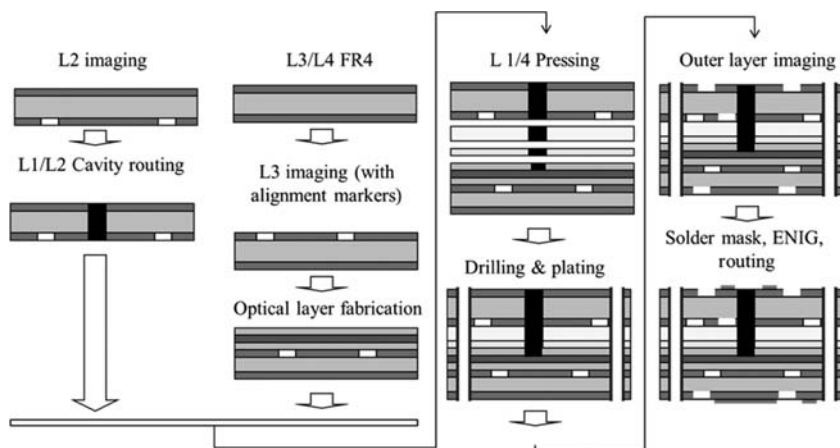 L2 imaging
L1/L2 Cavity routing
L3/L4 FR4
L3 imaging (with
alignment markers)
Optical layer fabrication
L 1/4 Pressing
Drilling & plating
Outer layer imaging
Solder mask, ENIG,
routing